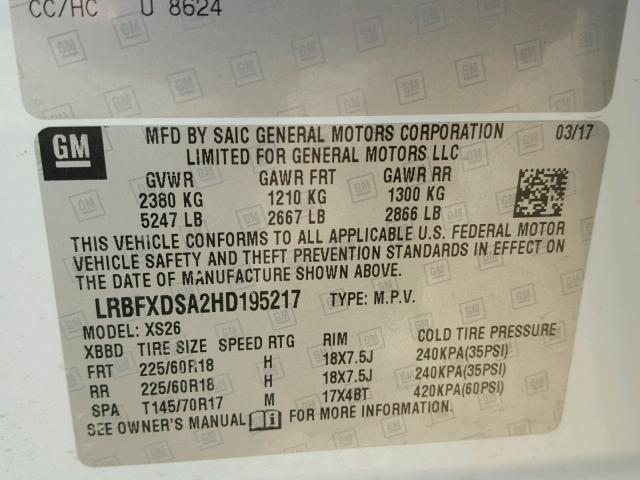 CC/HC U 8624
GM
MFD BY SAIC GENERAL MOTORS CORPORATION 03/17
LIMITED FOR GENERAL MOTORS LLC
GVWR GAWR FRT GAWR RR
2380 KG 1210 KG 1300 KG
5247 LB 2667 LB 2866 LB
THIS VEHICLE CONFORMS TO ALL APPLICABLE U.S. FEDERAL MOTOR
VEHICLE SAFETY AND THEFT PREVENTION STANDARDS IN EFFECT ON
THE DATE OF MANUFACTURE SHOWN ABOVE.
LRBFXDSA2HD195217 TYPE: M.P.V.
MODEL: XS26
XBBD TIRE SIZE SPEED RTG RIM COLD TIRE PRESSURE
FRT 225/60R18 H 18X7.5J 240KPA(35PSI)
RR 225/60R18 H 18X7.5J 240KPA(35PSI)
SPA T145/70R17 M 17X4BT 420KPA(60PSI)
SEE OWNER'S MANUAL i FOR MORE INFORMATION.